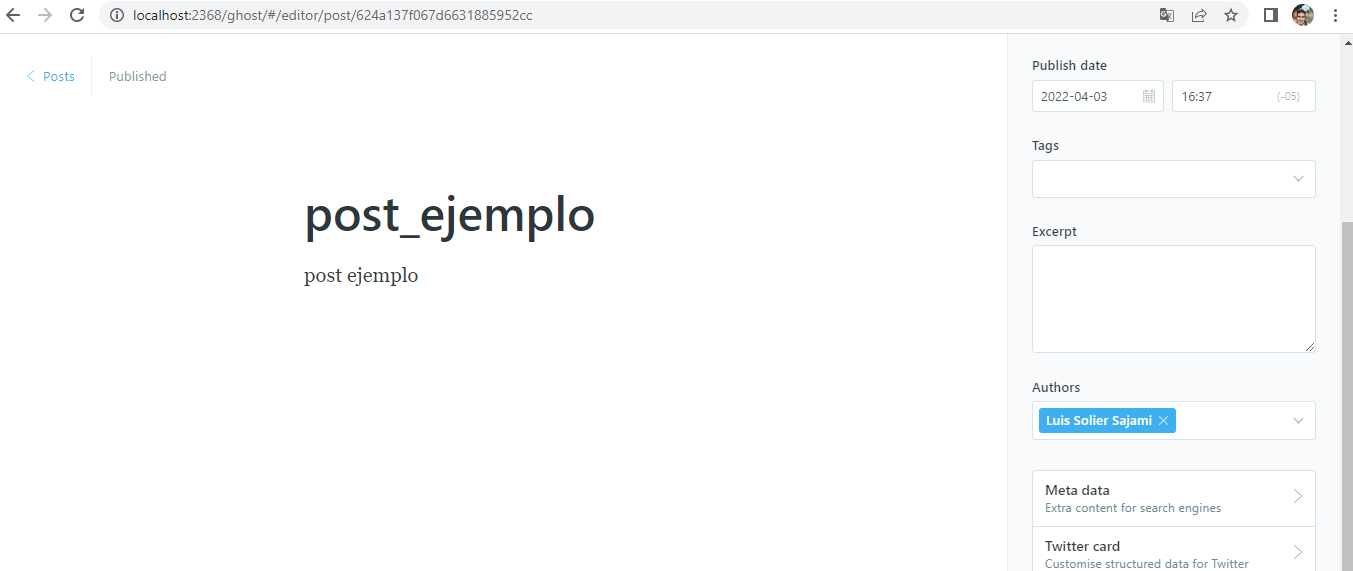 localhost:2368/ghost/#/editor/post/624a137f067d6631885952cc
Posts
Published
post_ejemplo
post ejemplo
Publish date
2022-04-03
16:37 (-05)
Tags
Excerpt
Authors
Luis Solier Sajami
Meta data
Extra content for search engines
Twitter card
Customise structured data for Twitter